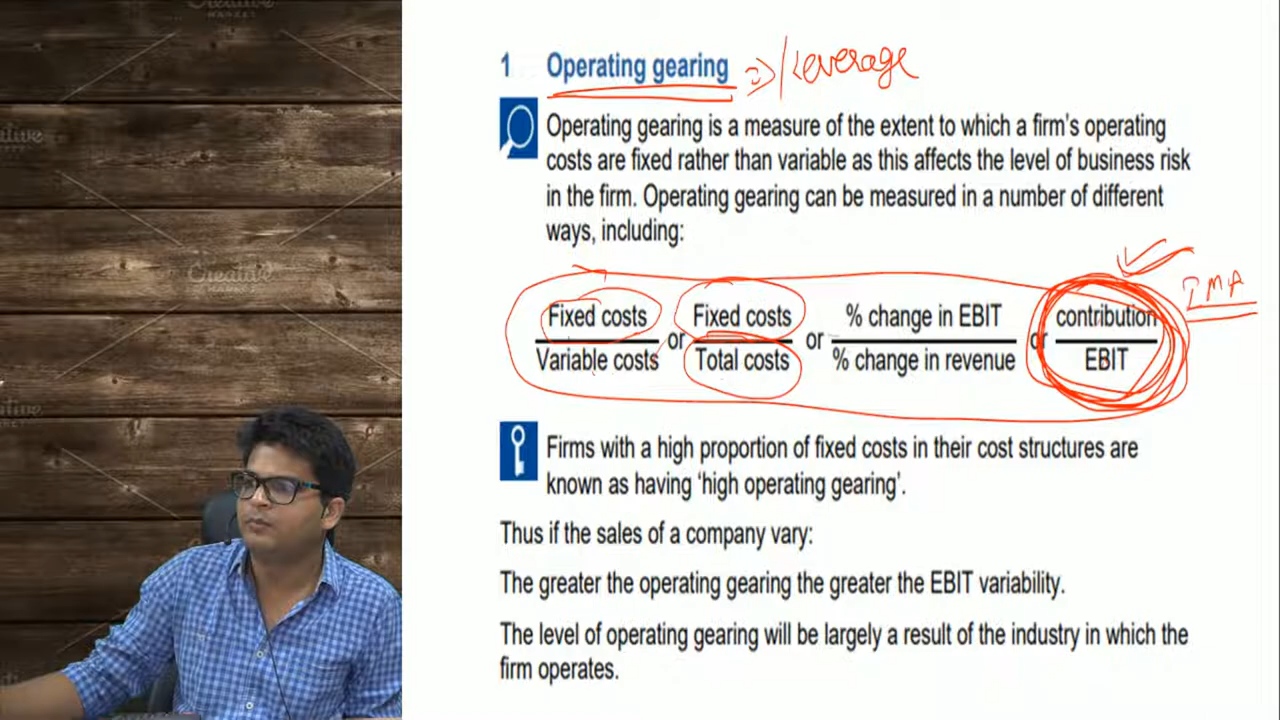 1 Operating gearing => / Leverage
Operating gearing is a measure of the extent to which a firm's operating
costs are fixed rather than variable as this affects the level of business risk
in the firm. Operating gearing can be measured in a number of different
ways, including:
IMA
Fixed costs Fixed costs % change in EBIT contribution
or or or
Variable costs Total costs % change in revenue EBIT
Firms with a high proportion of fixed costs in their cost structures are
known as having 'high operating gearing'.
Thus if the sales of a company vary:
The greater the operating gearing the greater the EBIT variability.
The level of operating gearing will be largely a result of the industry in which the
firm operates.
Creative
MARKET